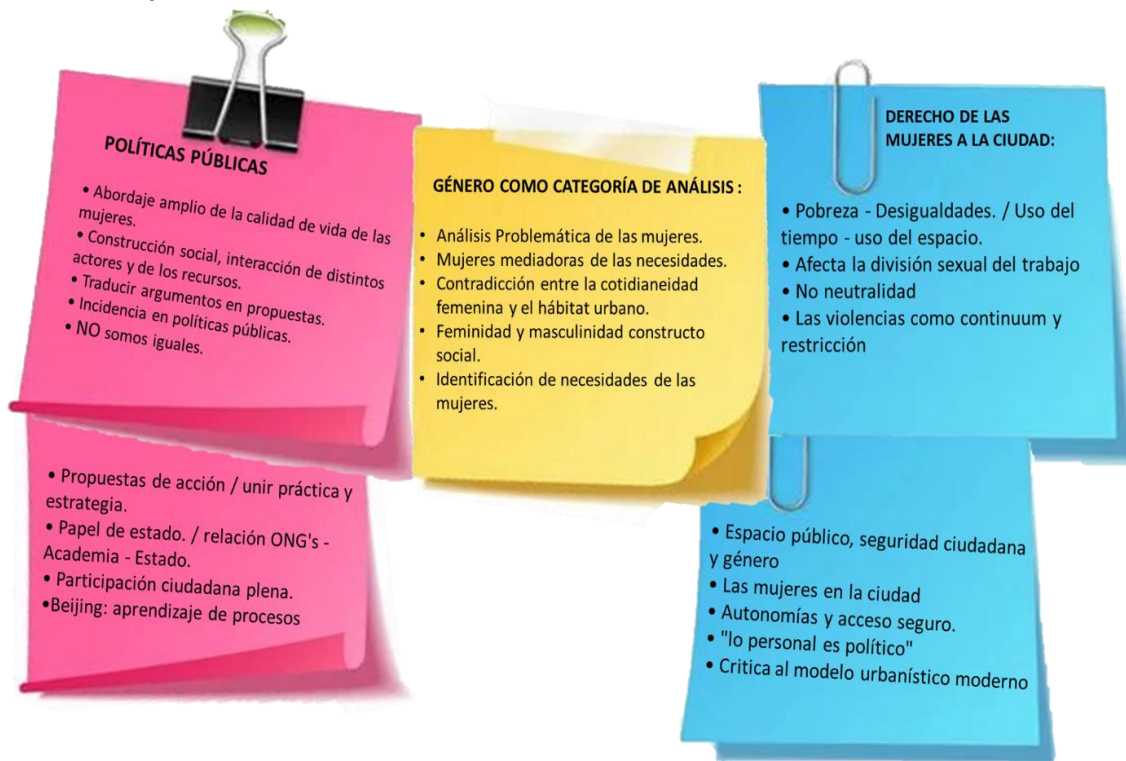 POLÍTICAS PÚBLICAS
• Abordaje amplio de la calidad de vida de las
mujeres.
• Construcción social, interacción de distintos
actores y de los recursos.
• Traducir argumentos en propuestas.
• Incidencia en políticas públicas.
• NO somos iguales.
• Propuestas de acción / unir práctica y
estrategia.
• Papel de estado. / relación ONG's -
Academia - Estado.
• Participación ciudadana plena.
•Beijing: aprendizaje de procesos
GÉNERO COMO CATEGORÍA DE ANÁLISIS :
• Análisis Problemática de las mujeres.
• Mujeres mediadoras de las necesidades.
• Contradicción entre la cotidianeidad
femenina y el hábitat urbano.
• Feminidad y masculinidad constructo
social.
• Identificación de necesidades de las
mujeres.
DERECHO DE LAS
MUJERES A LA CIUDAD:
• Pobreza - Desigualdades. / Uso del
tiempo - uso del espacio.
• Afecta la división sexual del trabajo
• No neutralidad
• Las violencias como continuum y
restricción
• Espacio público, seguridad ciudadana
y género
• Las mujeres en la ciudad
• Autonomías y acceso seguro.
• "lo personal es político"
• Critica al modelo urbanístico moderno